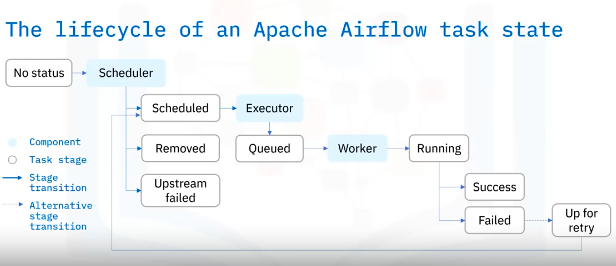 The lifecycle of an Apache Airflow task state
No status
Scheduler
Scheduled
Executor
Removed
Queued
Worker
Running
Upstream
failed
Success
Failed
Up for
retry
Component
Task stage
Stage
transition
Alternative
stage
transition